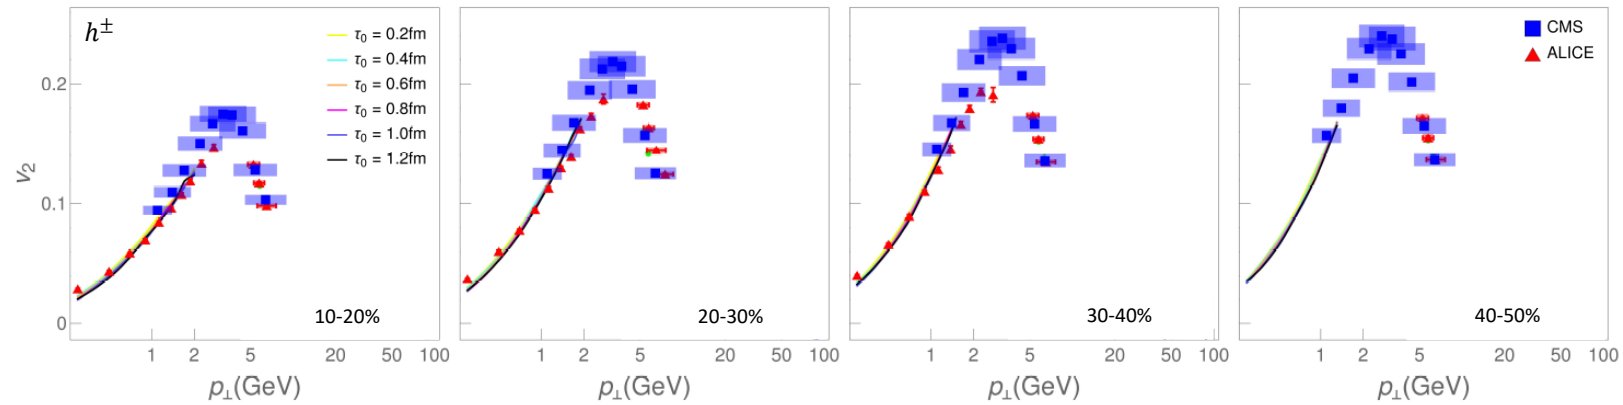 h±
τ₀ = 0.2fm
τ₀ = 0.4fm
τ₀ = 0.6fm
τ₀ = 0.8fm
τ₀ = 1.0fm
τ₀ = 1.2fm
CMS
ALICE
v₂
0.2
0.1
0
10-20%
20-30%
30-40%
40-50%
1 2 5 20 50 100
1 2 5 20 50 100
1 2 5 20 50 100
1 2 5 20 50 100
p⊥(GeV)
p⊥(GeV)
p⊥(GeV)
p⊥(GeV)